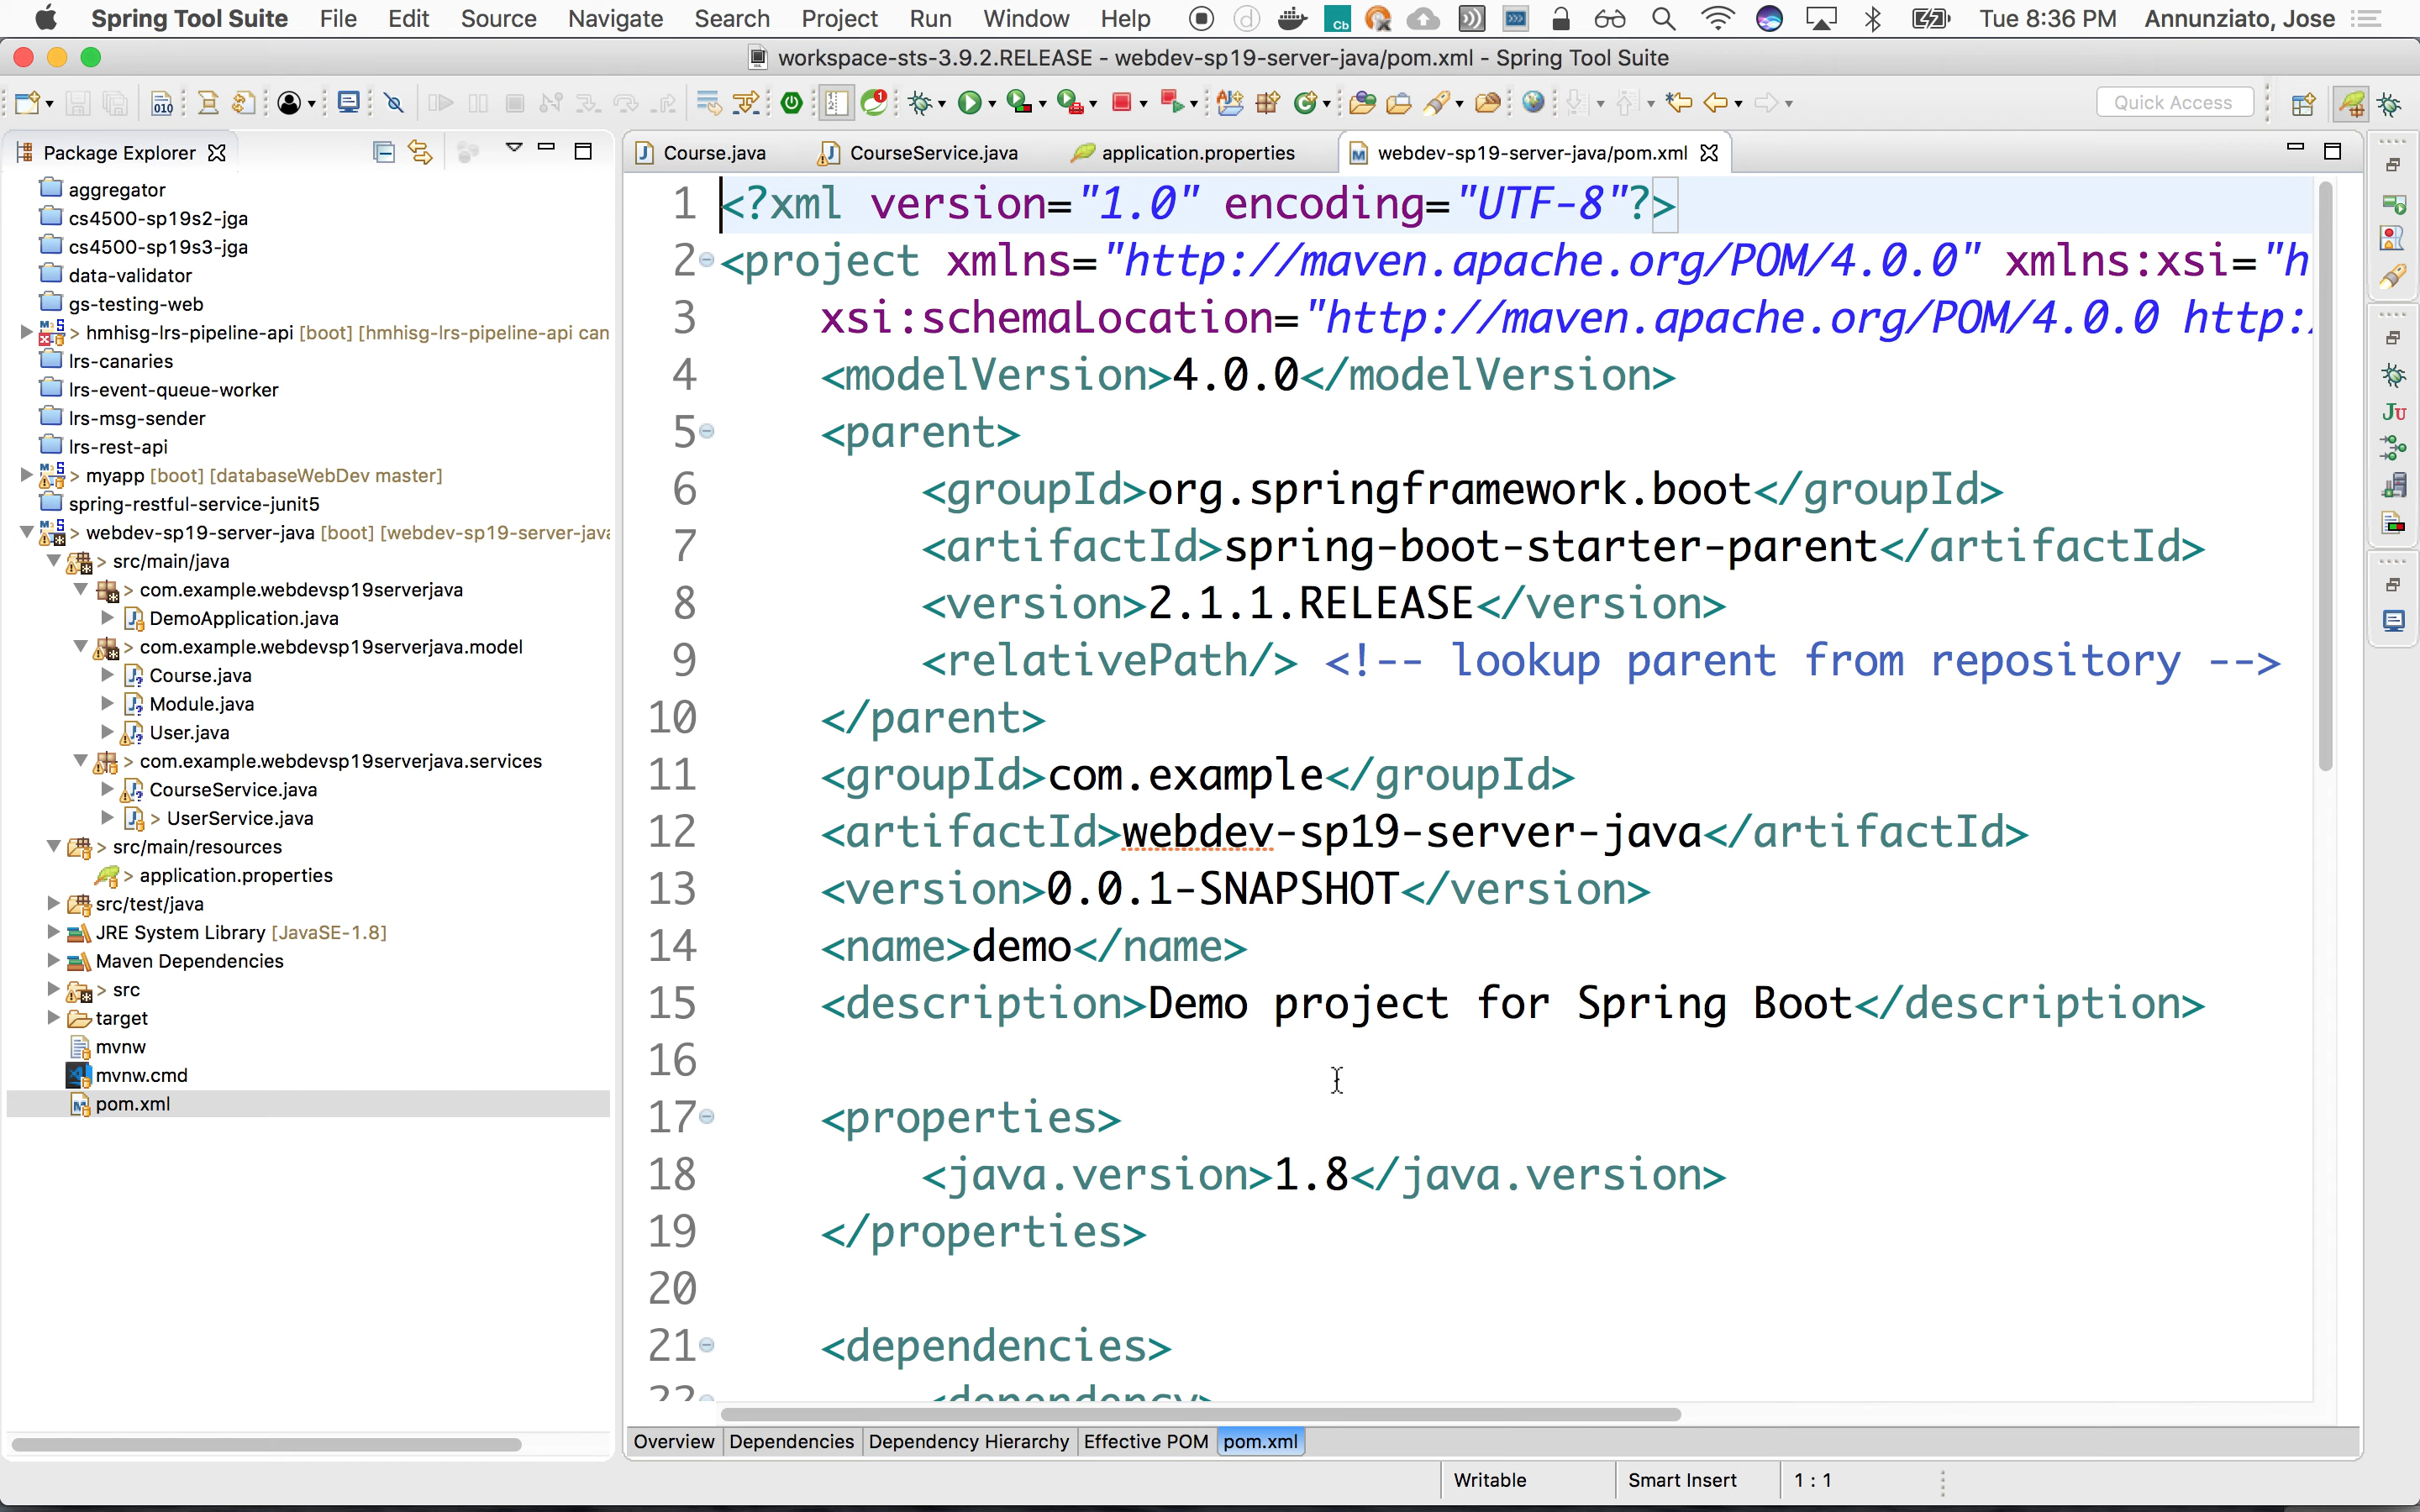 Spring Tool Suite File Edit Source Navigate Search Project Run Window Help Tue 8:36 PM Annunziato, Jose
workspace-sts-3.9.2.RELEASE - webdev-sp19-server-java/pom.xml - Spring Tool Suite
Quick Access
Package Explorer
aggregator
cs4500-sp19s2-jga
cs4500-sp19s3-jga
data-validator
gs-testing-web
> hmhisg-lrs-pipeline-api [boot] [hmhisg-lrs-pipeline-api can
lrs-canaries
lrs-event-queue-worker
lrs-msg-sender
lrs-rest-api
> myapp [boot] [databaseWebDev master]
spring-restful-service-junit5
> webdev-sp19-server-java [boot] [webdev-sp19-server-java
> src/main/java
> com.example.webdevsp19serverjava
DemoApplication.java
> com.example.webdevsp19serverjava.model
Course.java
Module.java
User.java
> com.example.webdevsp19serverjava.services
CourseService.java
> UserService.java
> src/main/resources
> application.properties
src/test/java
JRE System Library [JavaSE-1.8]
Maven Dependencies
> src
target
mvnw
mvnw.cmd
pom.xml
Course.java CourseService.java application.properties webdev-sp19-server-java/pom.xml
1 <?xml version="1.0" encoding="UTF-8"?>
2 <project xmlns="http://maven.apache.org/POM/4.0.0" xmlns:xsi="h
3 xsi:schemaLocation="http://maven.apache.org/POM/4.0.0 http:
4 <modelVersion>4.0.0</modelVersion>
5 <parent>
6 <groupId>org.springframework.boot</groupId>
7 <artifactId>spring-boot-starter-parent</artifactId>
8 <version>2.1.1.RELEASE</version>
9 <relativePath/> <!-- lookup parent from repository -->
10 </parent>
11 <groupId>com.example</groupId>
12 <artifactId>webdev-sp19-server-java</artifactId>
13 <version>0.0.1-SNAPSHOT</version>
14 <name>demo</name>
15 <description>Demo project for Spring Boot</description>
16
17 <properties>
18 <java.version>1.8</java.version>
19 </properties>
20
21 <dependencies>
22 <dependency>
Overview Dependencies Dependency Hierarchy Effective POM pom.xml
Writable Smart Insert 1 : 1